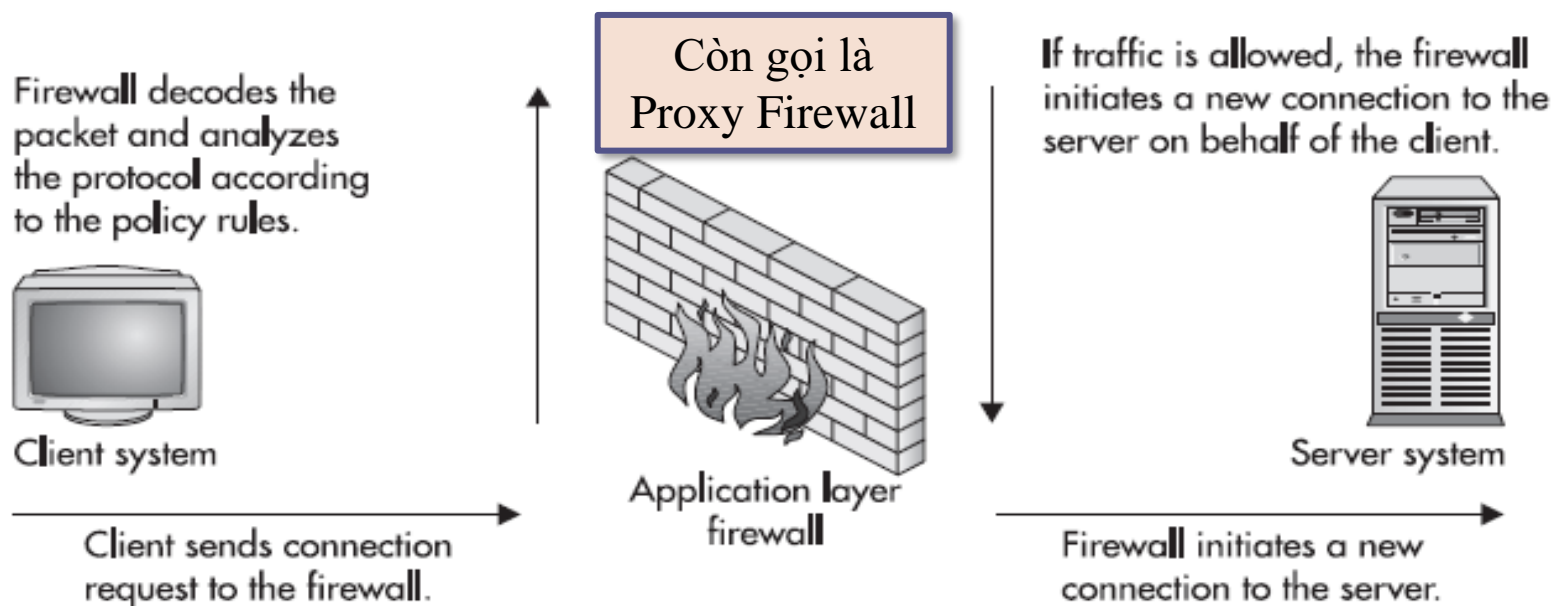 Còn gọi là
Proxy Firewall
Firewall decodes the
packet and analyzes
the protocol according
to the policy rules.
If traffic is allowed, the firewall
initiates a new connection to the
server on behalf of the client.
Client system
Application layer
firewall
Server system
Client sends connection
request to the firewall.
Firewall initiates a new
connection to the server.